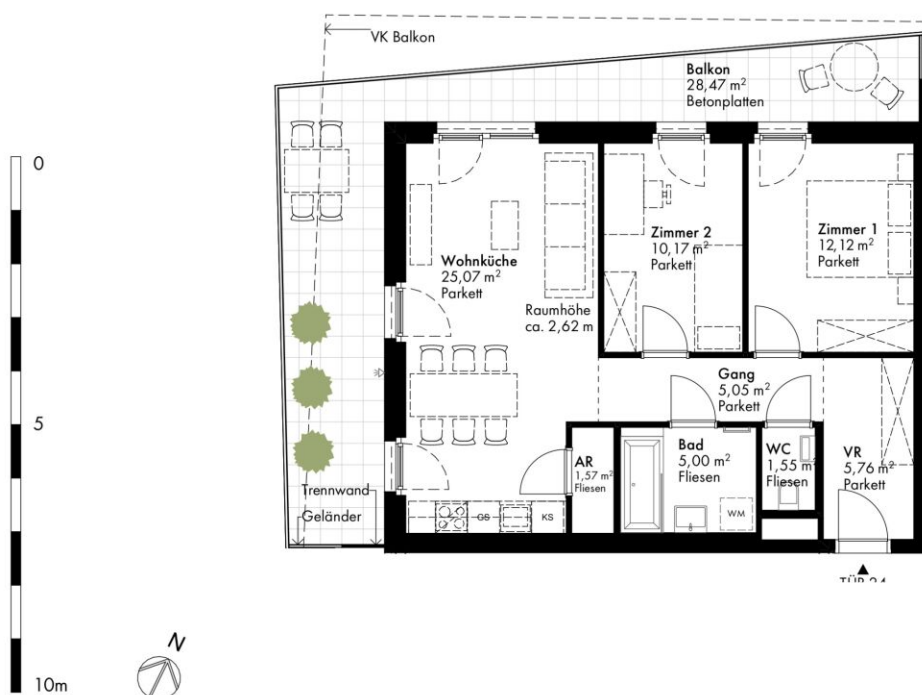 VK Balkon
Balkon
28,47 m²
Betonplatten
0
Zimmer 2
10,17 m²
Parkett
Zimmer 1
12,12 m²
Parkett
Wohnküche
25,07 m²
Parkett
Raumhöhe
ca. 2,62 m
Gang
5,05 m²
Parkett
5
AR
1,57 m²
Fliesen
Bad
5,00 m²
Fliesen
WC
1,55 m²
Fliesen
VR
5,76 m²
Parkett
Trennwand
Geländer
GS
KS
WM
N
10m